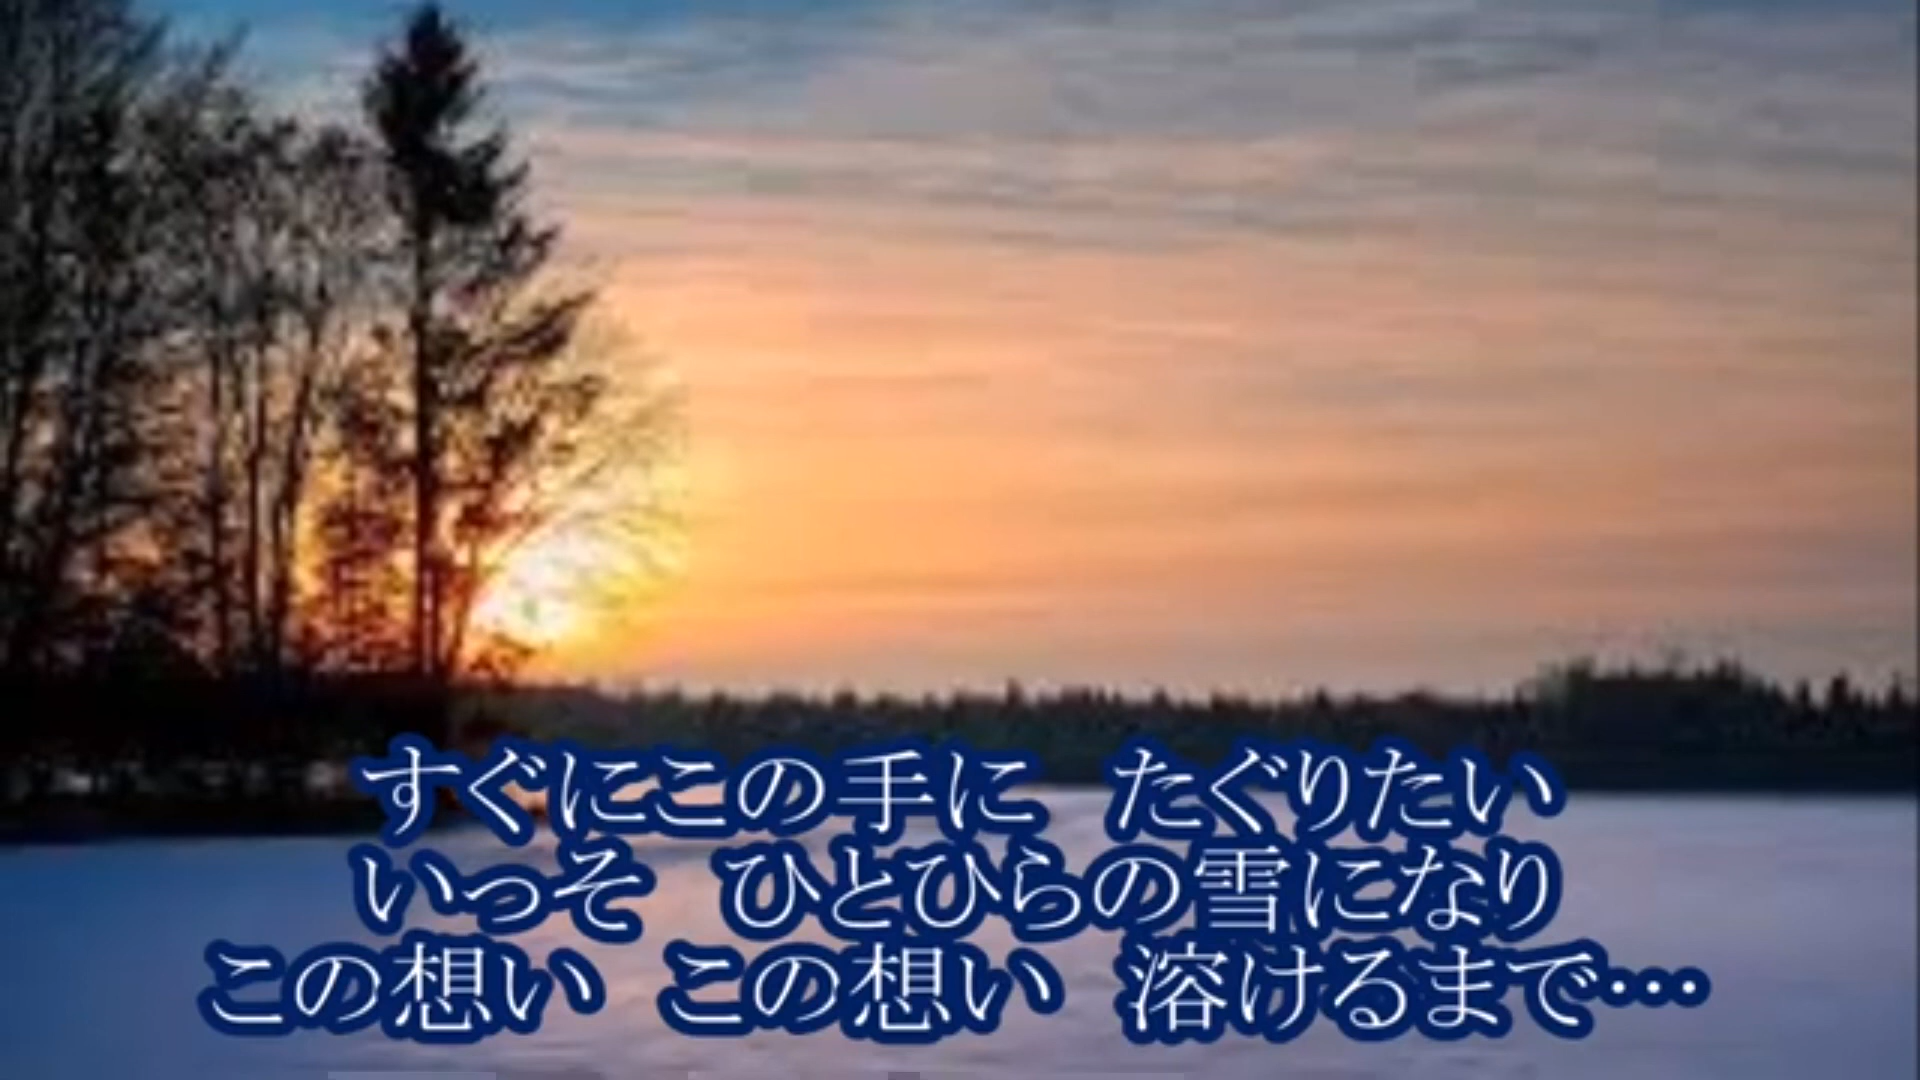 すぐにこの手に　たぐりたい
いっそ　ひとひらの雪になり
この想い　この想い　溶けるまで…